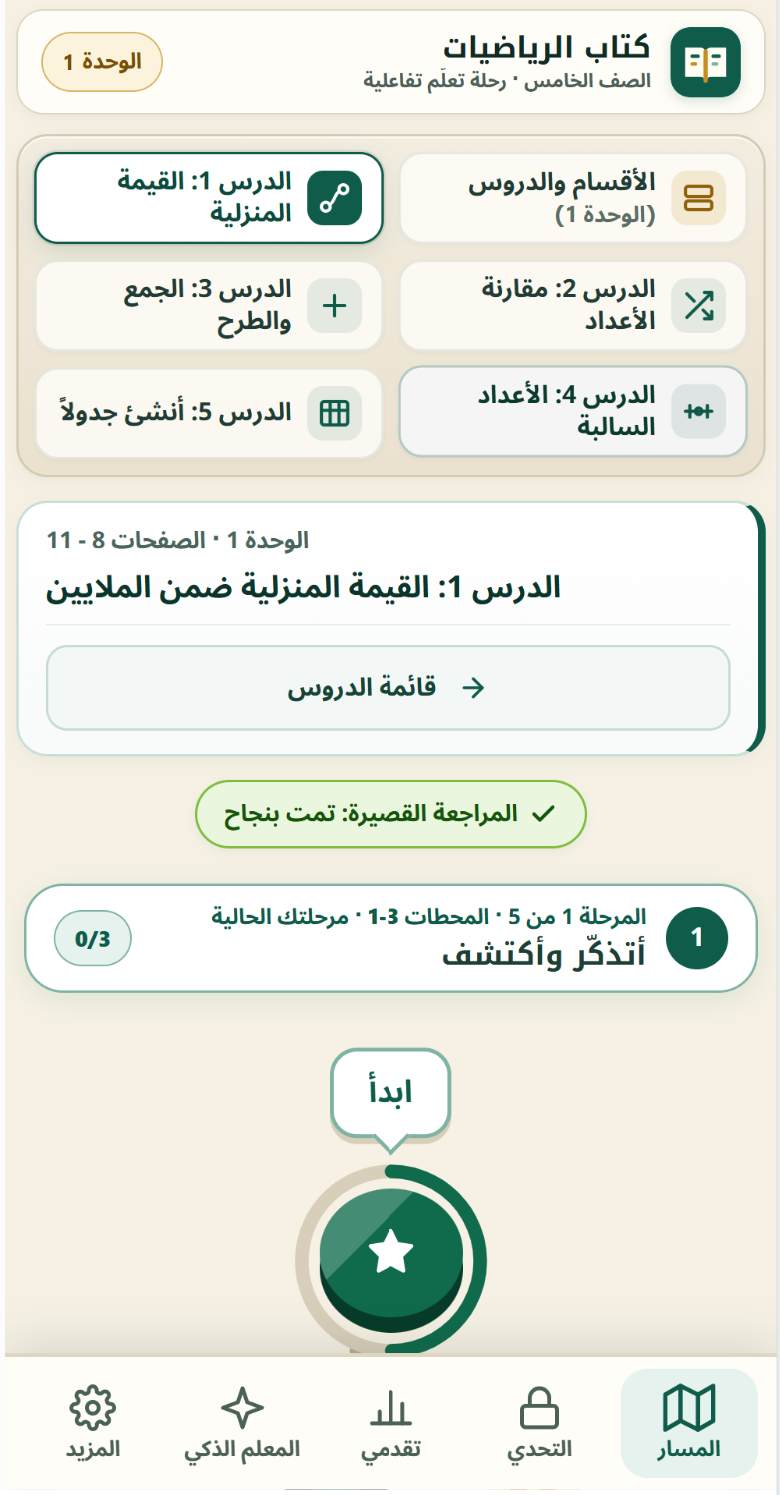 كتاب الرياضيات
الصف الخامس · رحلة تعلّم تفاعلية
الوحدة 1
الأقسام والدروس
(الوحدة 1)
الدرس 1: القيمة
المنزلية
الدرس 2: مقارنة
الأعداد
الدرس 3: الجمع
والطرح
الدرس 4: الأعداد
السالبة
الدرس 5: أنشئ جدولاً
الوحدة 1 · الصفحات 8 - 11
الدرس 1: القيمة المنزلية ضمن الملايين
قائمة الدروس
المراجعة القصيرة: تمت بنجاح
1
المرحلة 1 من 5 · المحطات 3-1 · مرحلتك الحالية
أتذكّر وأكتشف
0/3
ابدأ
المسار
التحدي
تقدمي
المعلم الذكي
المزيد